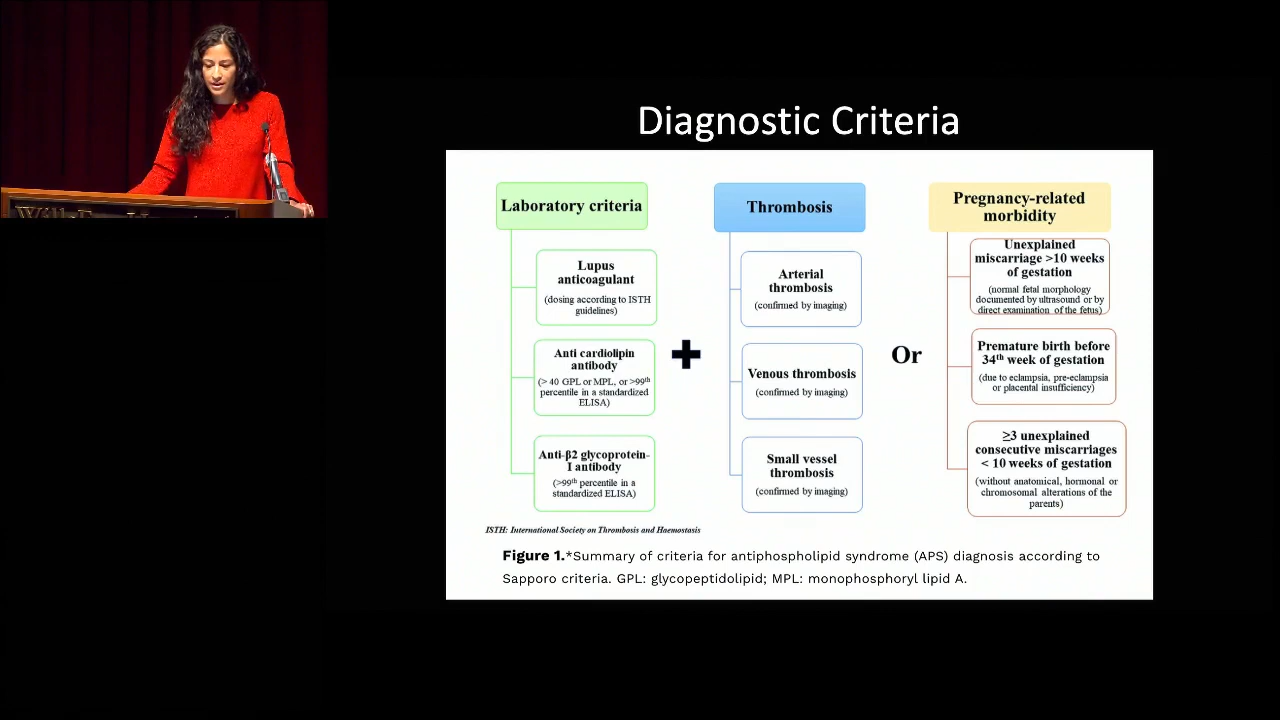 Diagnostic Criteria
Laboratory criteria
Lupus
anticoagulant
(dosing according to ISTH
guidelines)
Anti cardiolipin
antibody
(> 40 GPL or MPL, or >99th
percentile in a standardized
ELISA)
Anti-β2 glycoprotein-
I antibody
(>99th percentile in a
standardized ELISA)
Thrombosis
Arterial
thrombosis
(confirmed by imaging)
Venous thrombosis
(confirmed by imaging)
Small vessel
thrombosis
(confirmed by imaging)
Or
Pregnancy-related
morbidity
Unexplained
miscarriage >10 weeks
of gestation
(normal fetal morphology
documented by ultrasound or by
direct examination of the fetus)
Premature birth before
34th week of gestation
(due to eclampsia, pre-eclampsia
or placental insufficiency)
≥3 unexplained
consecutive miscarriages
< 10 weeks of gestation
(without anatomical, hormonal or
chromosomal alterations of the
parents)
ISTH: International Society on Thrombosis and Haemostasis
Figure 1.*Summary of criteria for antiphospholipid syndrome (APS) diagnosis according to
Sapporo criteria. GPL: glycopeptidolipid; MPL: monophosphoryl lipid A.